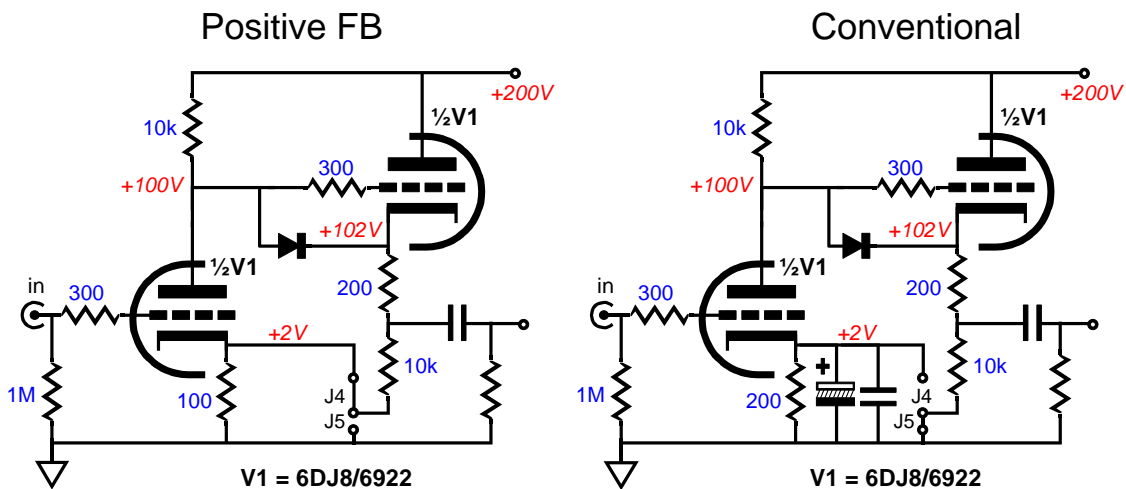 Positive FB
Conventional
+200V
½V1
10k
300
+100V
+102V
½V1
in
300
200
+2V
10k
1M
100
J4
J5
V1 = 6DJ8/6922
+200V
½V1
10k
300
+100V
+102V
½V1
in
300
200
+2V
+
10k
1M
200
J4
J5
V1 = 6DJ8/6922